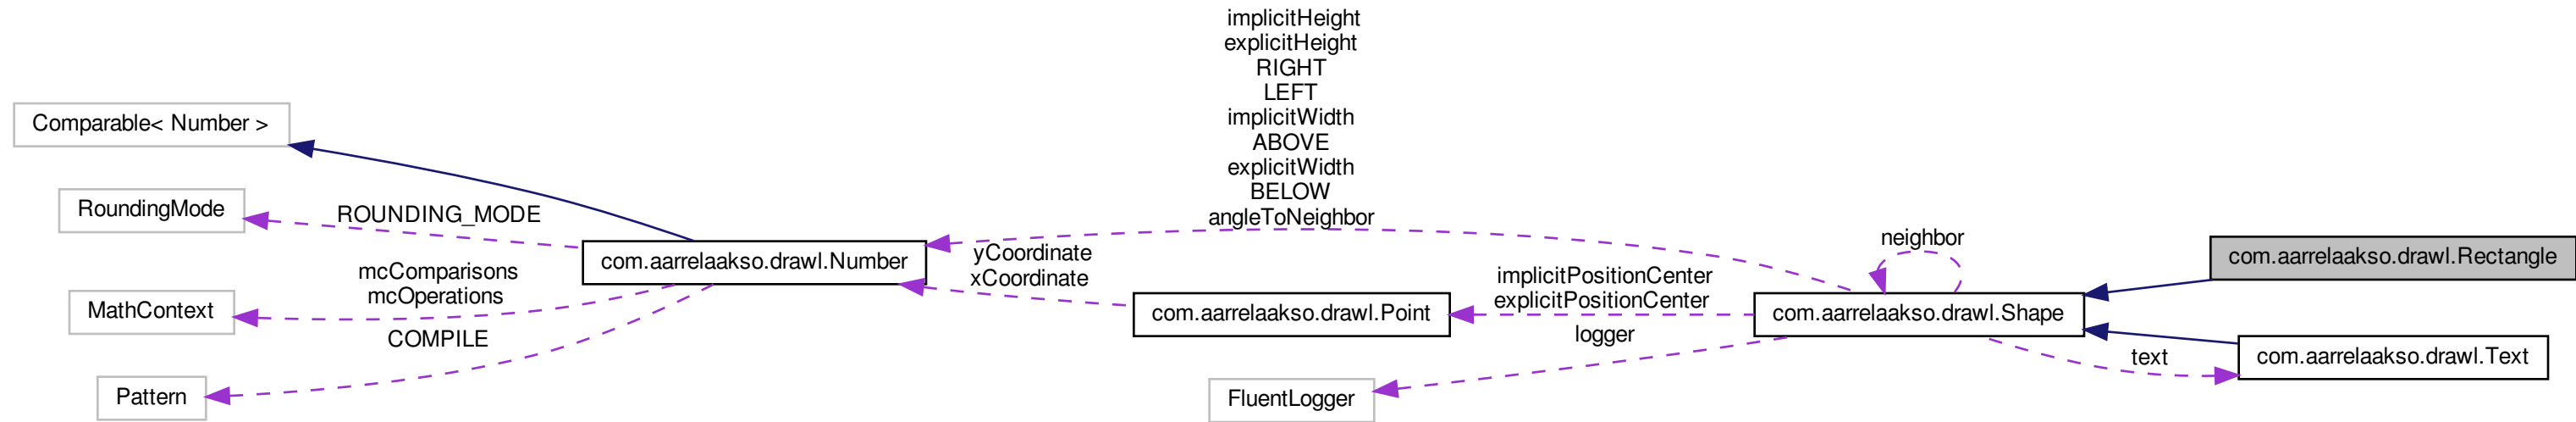 implicitHeight
explicitHeight
RIGHT
LEFT
implicitWidth
ABOVE
explicitWidth
BELOW
angleToNeighbor
Comparable< Number >
RoundingMode
ROUNDING_MODE
MathContext
mcComparisons
mcOperations
Pattern
COMPILE
com.aarrelaakso.drawl.Number
yCoordinate
xCoordinate
com.aarrelaakso.drawl.Point
implicitPositionCenter
explicitPositionCenter
logger
FluentLogger
neighbor
com.aarrelaakso.drawl.Shape
com.aarrelaakso.drawl.Rectangle
text
com.aarrelaakso.drawl.Text